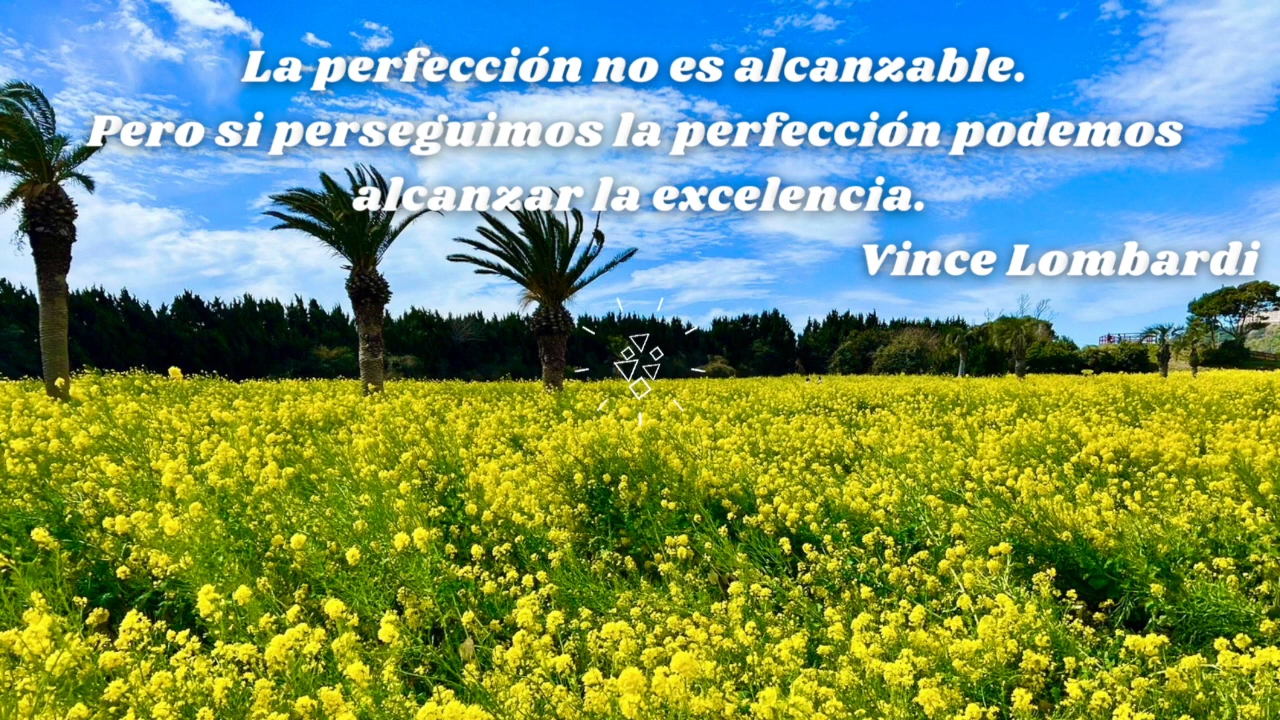 La perfección no es alcanzable.
Pero si perseguimos la perfección podemos
alcanzar la excelencia.
Vince Lombardi